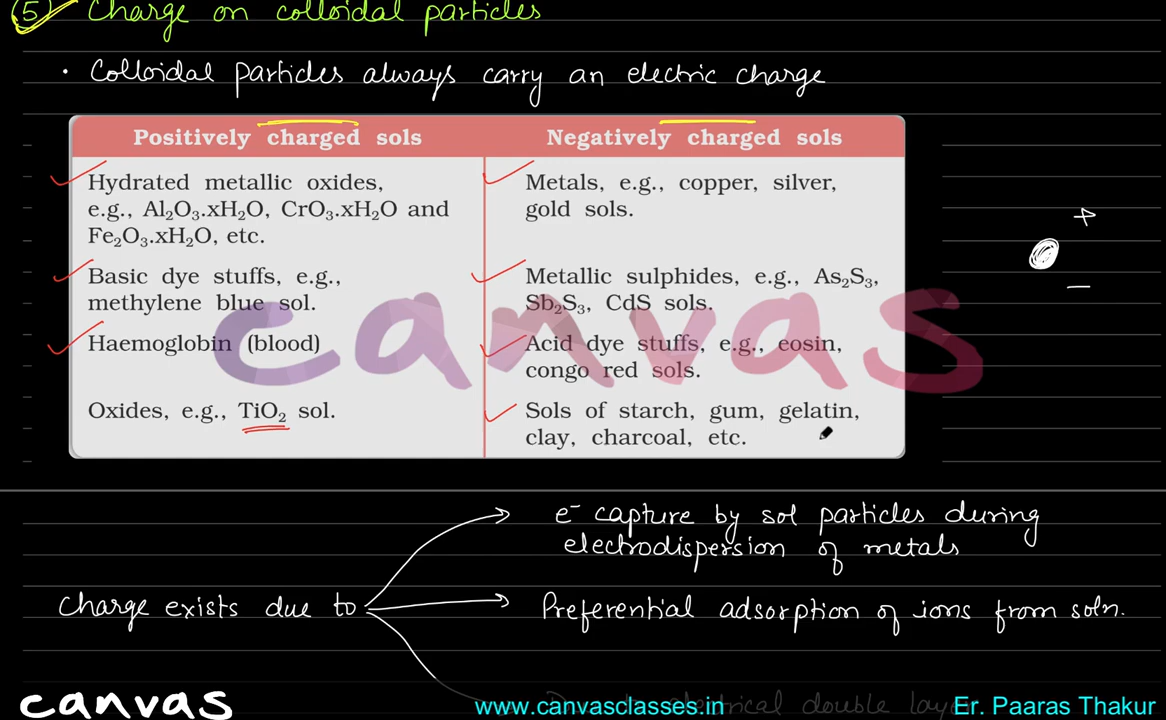 (5) Charge on colloidal particles
• Colloidal particles always carry an electric charge
Positively charged sols
Negatively charged sols
Hydrated metallic oxides,
e.g., Al₂O₃.xH₂O, CrO₃.xH₂O and
Fe₂O₃.xH₂O, etc.
Metals, e.g., copper, silver,
gold sols.
Basic dye stuffs, e.g.,
methylene blue sol.
Metallic sulphides, e.g., As₂S₃,
Sb₂S₃, CdS sols.
Haemoglobin (blood)
Acid dye stuffs, e.g., eosin,
congo red sols.
Oxides, e.g., TiO₂ sol.
Sols of starch, gum, gelatin,
clay, charcoal, etc.
canvas
+
−
Charge exists due to
e⁻ capture by sol particles during
electrodispersion of metals
Preferential adsorption of ions from soln.
electrical double layer
canvas
www.canvasclasses.in
Er. Paaras Thakur